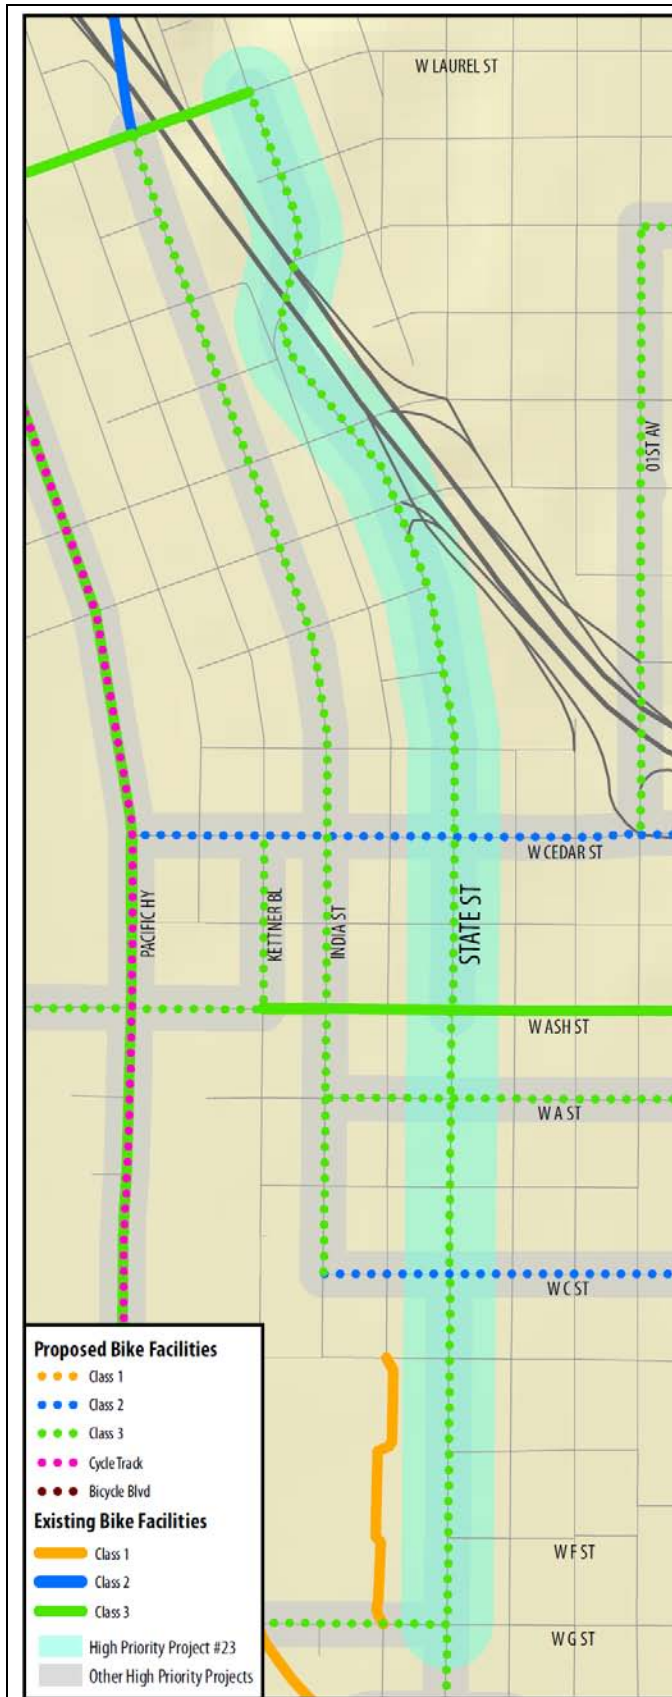 W LAUREL ST
01ST AV
W CEDAR ST
PACIFIC HY
KETTNER BL
INDIA ST
STATE ST
W ASH ST
W A ST
W C ST
W F ST
W G ST
Proposed Bike Facilities
Class 1
Class 2
Class 3
Cycle Track
Bicycle Blvd
Existing Bike Facilities
Class 1
Class 2
Class 3
High Priority Project #23
Other High Priority Projects